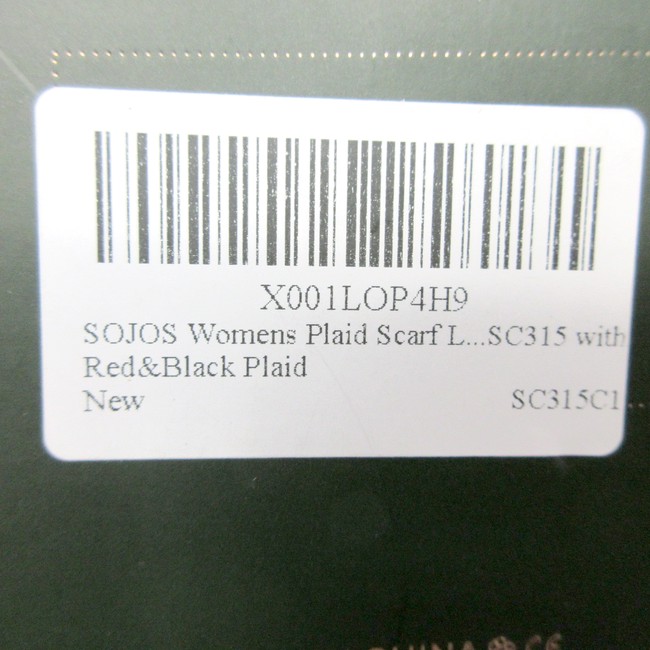 X001LOP4H9
SOJOS Womens Plaid Scarf L...SC315 with
Red&Black Plaid
New SC315C1...